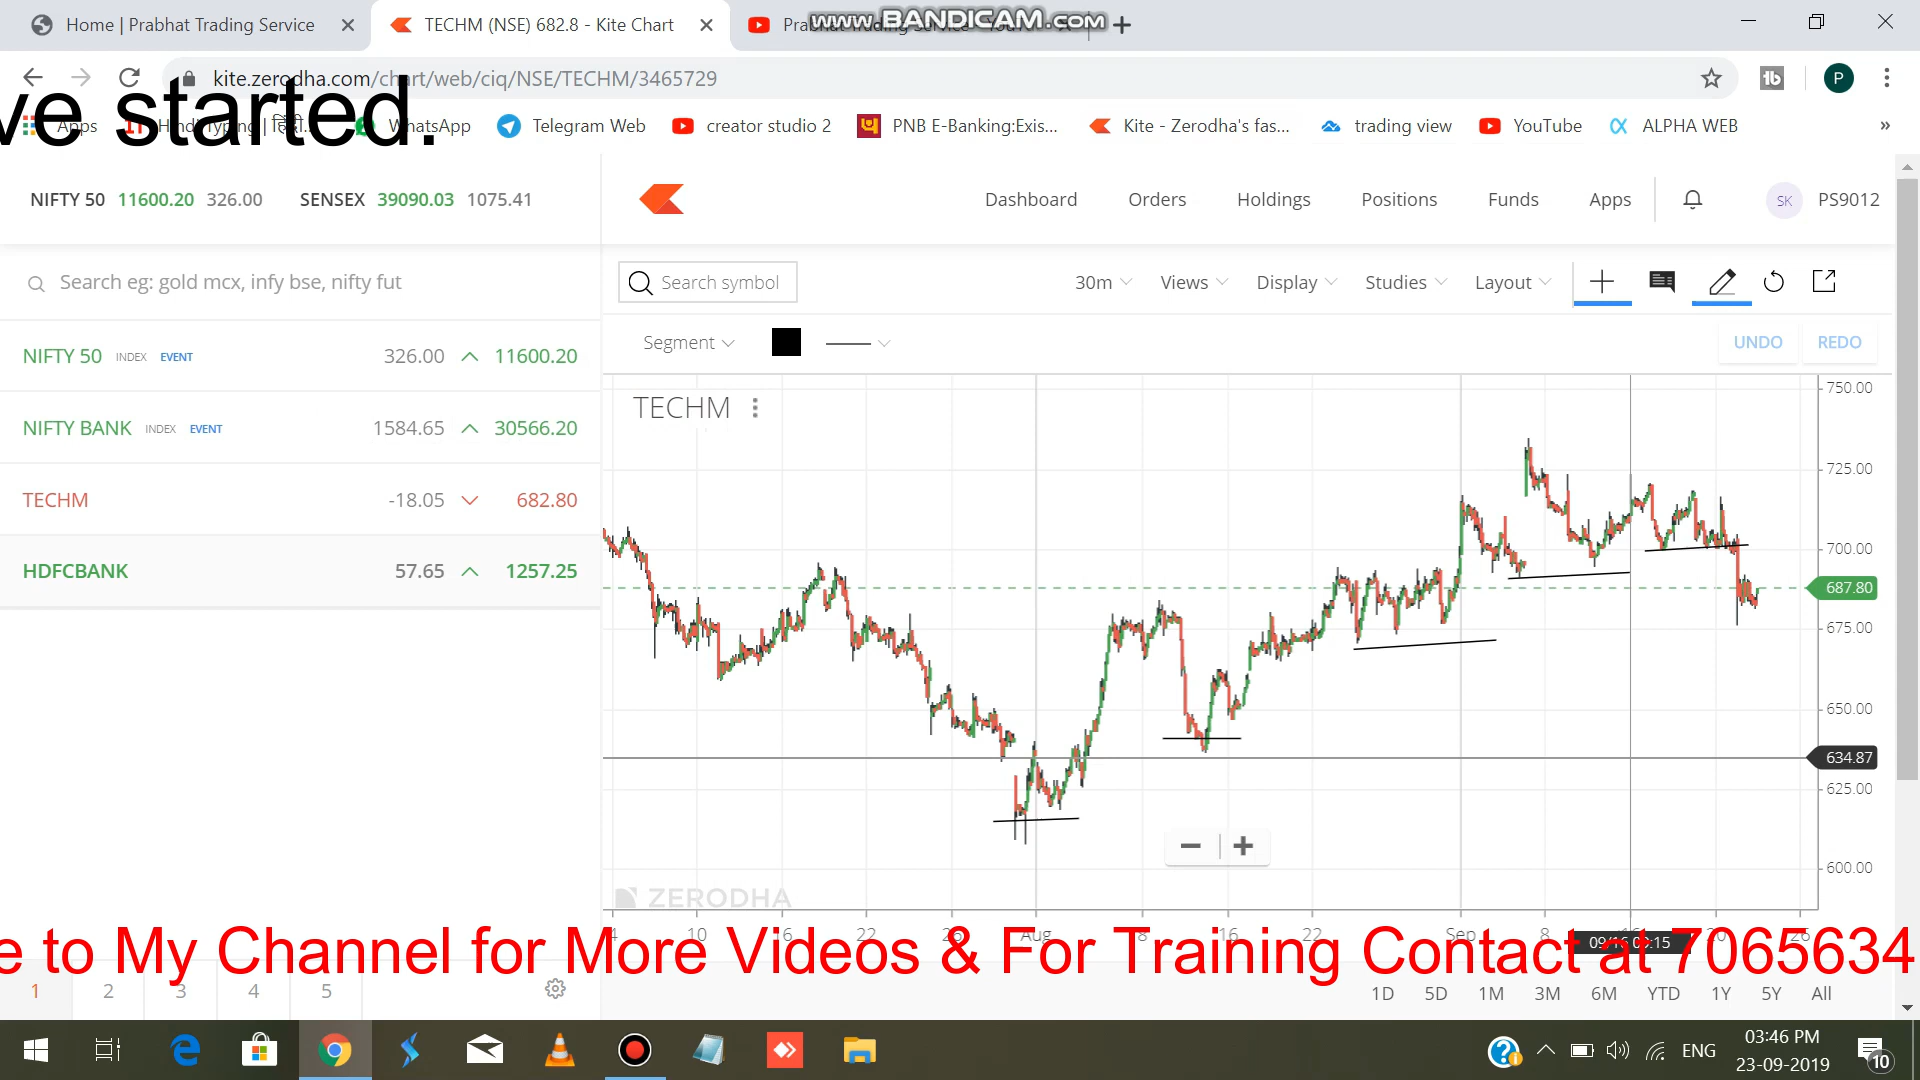 Home | Prabhat Trading Service
TECHM (NSE) 682.8 - Kite Chart
www.BANDICAM.com
kite.zerodha.com/chart/web/ciq/NSE/TECHM/3465729
ve started.
Apps
WhatsApp
Telegram Web
creator studio 2
PNB E-Banking:Exis...
Kite - Zerodha's fas...
trading view
YouTube
ALPHA WEB
»
NIFTY 50 11600.20 326.00 SENSEX 39090.03 1075.41
Dashboard Orders Holdings Positions Funds Apps SK PS9012
Search eg: gold mcx, infy bse, nifty fut
Search symbol
30m Views Display Studies Layout
Segment UNDO REDO
NIFTY 50 INDEX EVENT 326.00 11600.20
NIFTY BANK INDEX EVENT 1584.65 30566.20
TECHM -18.05 682.80
HDFCBANK 57.65 1257.25
TECHM
750.00
725.00
700.00
687.80
675.00
650.00
634.87
625.00
600.00
ZERODHA
10 16 22 Aug 8 16 22 Sep 8
e to My Channel for More Videos & For Training Contact at 7065634
1 2 3 4 5
1D 5D 1M 3M 6M YTD 1Y 5Y All
ENG
03:46 PM
23-09-2019
10